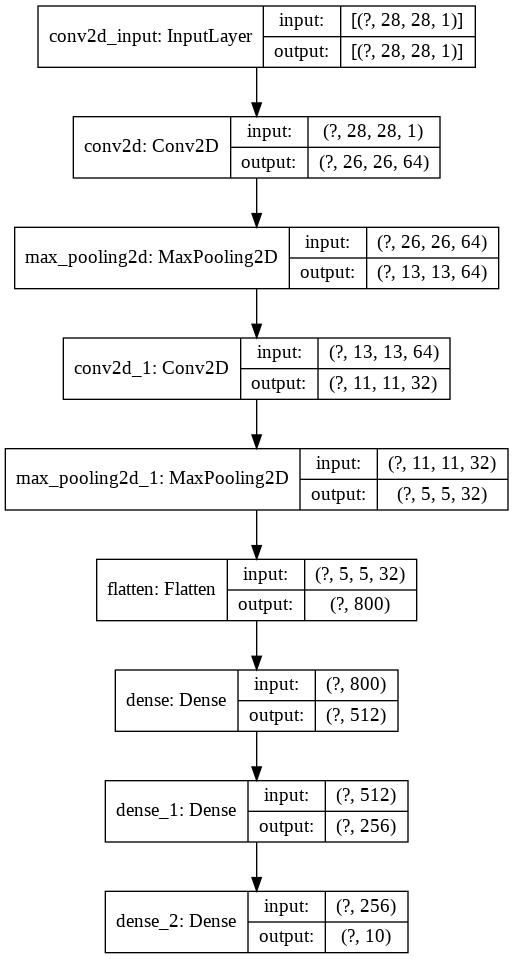 conv2d_input: InputLayer
input: [(?, 28, 28, 1)]
output: [(?, 28, 28, 1)]
conv2d: Conv2D
input: (?, 28, 28, 1)
output: (?, 26, 26, 64)
max_pooling2d: MaxPooling2D
input: (?, 26, 26, 64)
output: (?, 13, 13, 64)
conv2d_1: Conv2D
input: (?, 13, 13, 64)
output: (?, 11, 11, 32)
max_pooling2d_1: MaxPooling2D
input: (?, 11, 11, 32)
output: (?, 5, 5, 32)
flatten: Flatten
input: (?, 5, 5, 32)
output: (?, 800)
dense: Dense
input: (?, 800)
output: (?, 512)
dense_1: Dense
input: (?, 512)
output: (?, 256)
dense_2: Dense
input: (?, 256)
output: (?, 10)